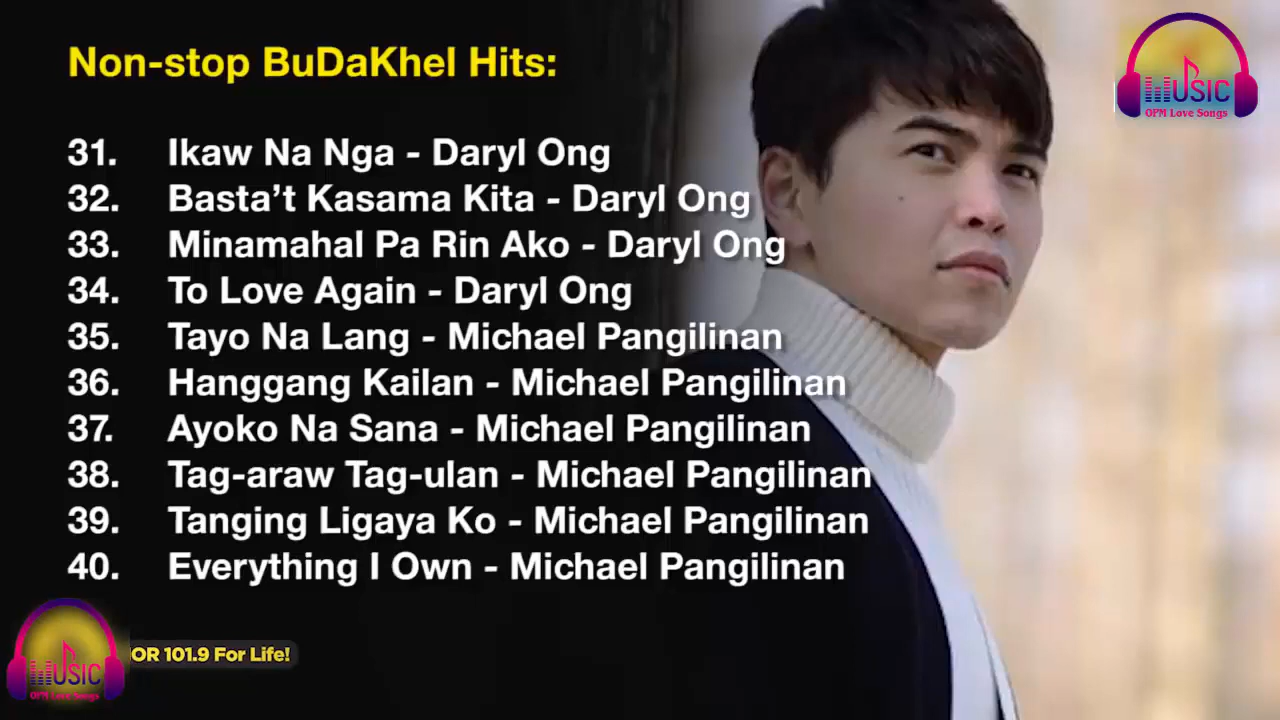 Non-stop BuDaKhel Hits:
MUSIC
OPM Love Songs
31. Ikaw Na Nga - Daryl Ong
32. Basta't Kasama Kita - Daryl Ong
33. Minamahal Pa Rin Ako - Daryl Ong
34. To Love Again - Daryl Ong
35. Tayo Na Lang - Michael Pangilinan
36. Hanggang Kailan - Michael Pangilinan
37. Ayoko Na Sana - Michael Pangilinan
38. Tag-araw Tag-ulan - Michael Pangilinan
39. Tanging Ligaya Ko - Michael Pangilinan
40. Everything I Own - Michael Pangilinan
OR 101.9 For Life!
MUSIC
OPM Love Songs